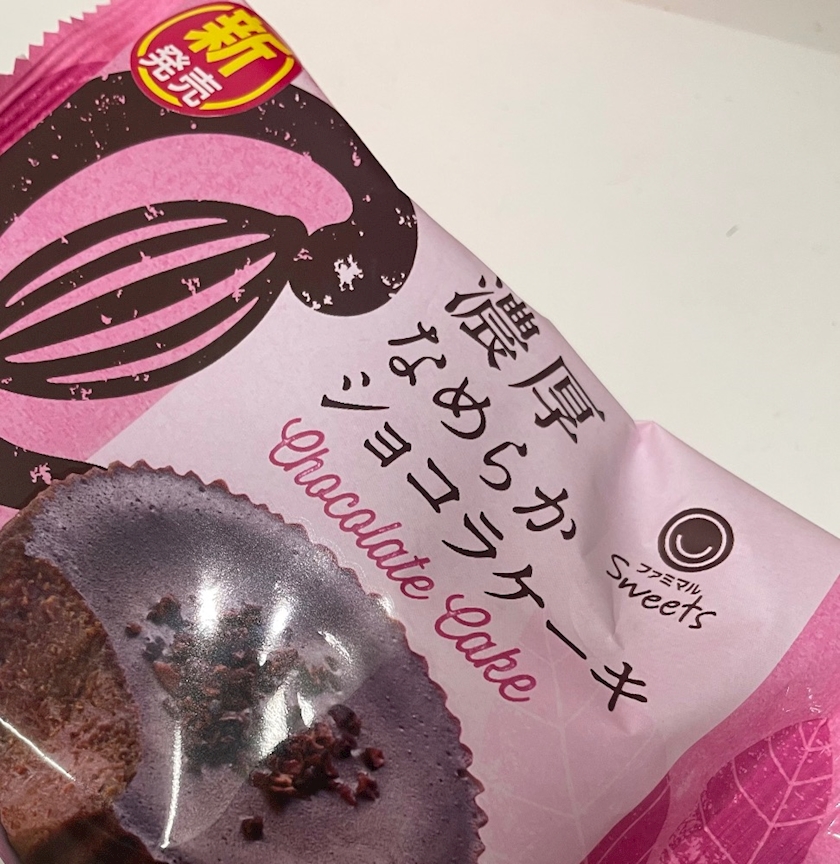 新
発売
濃厚
なめらか
ショコラケーキ
Chocolate Cake
ファミマル
Sweets